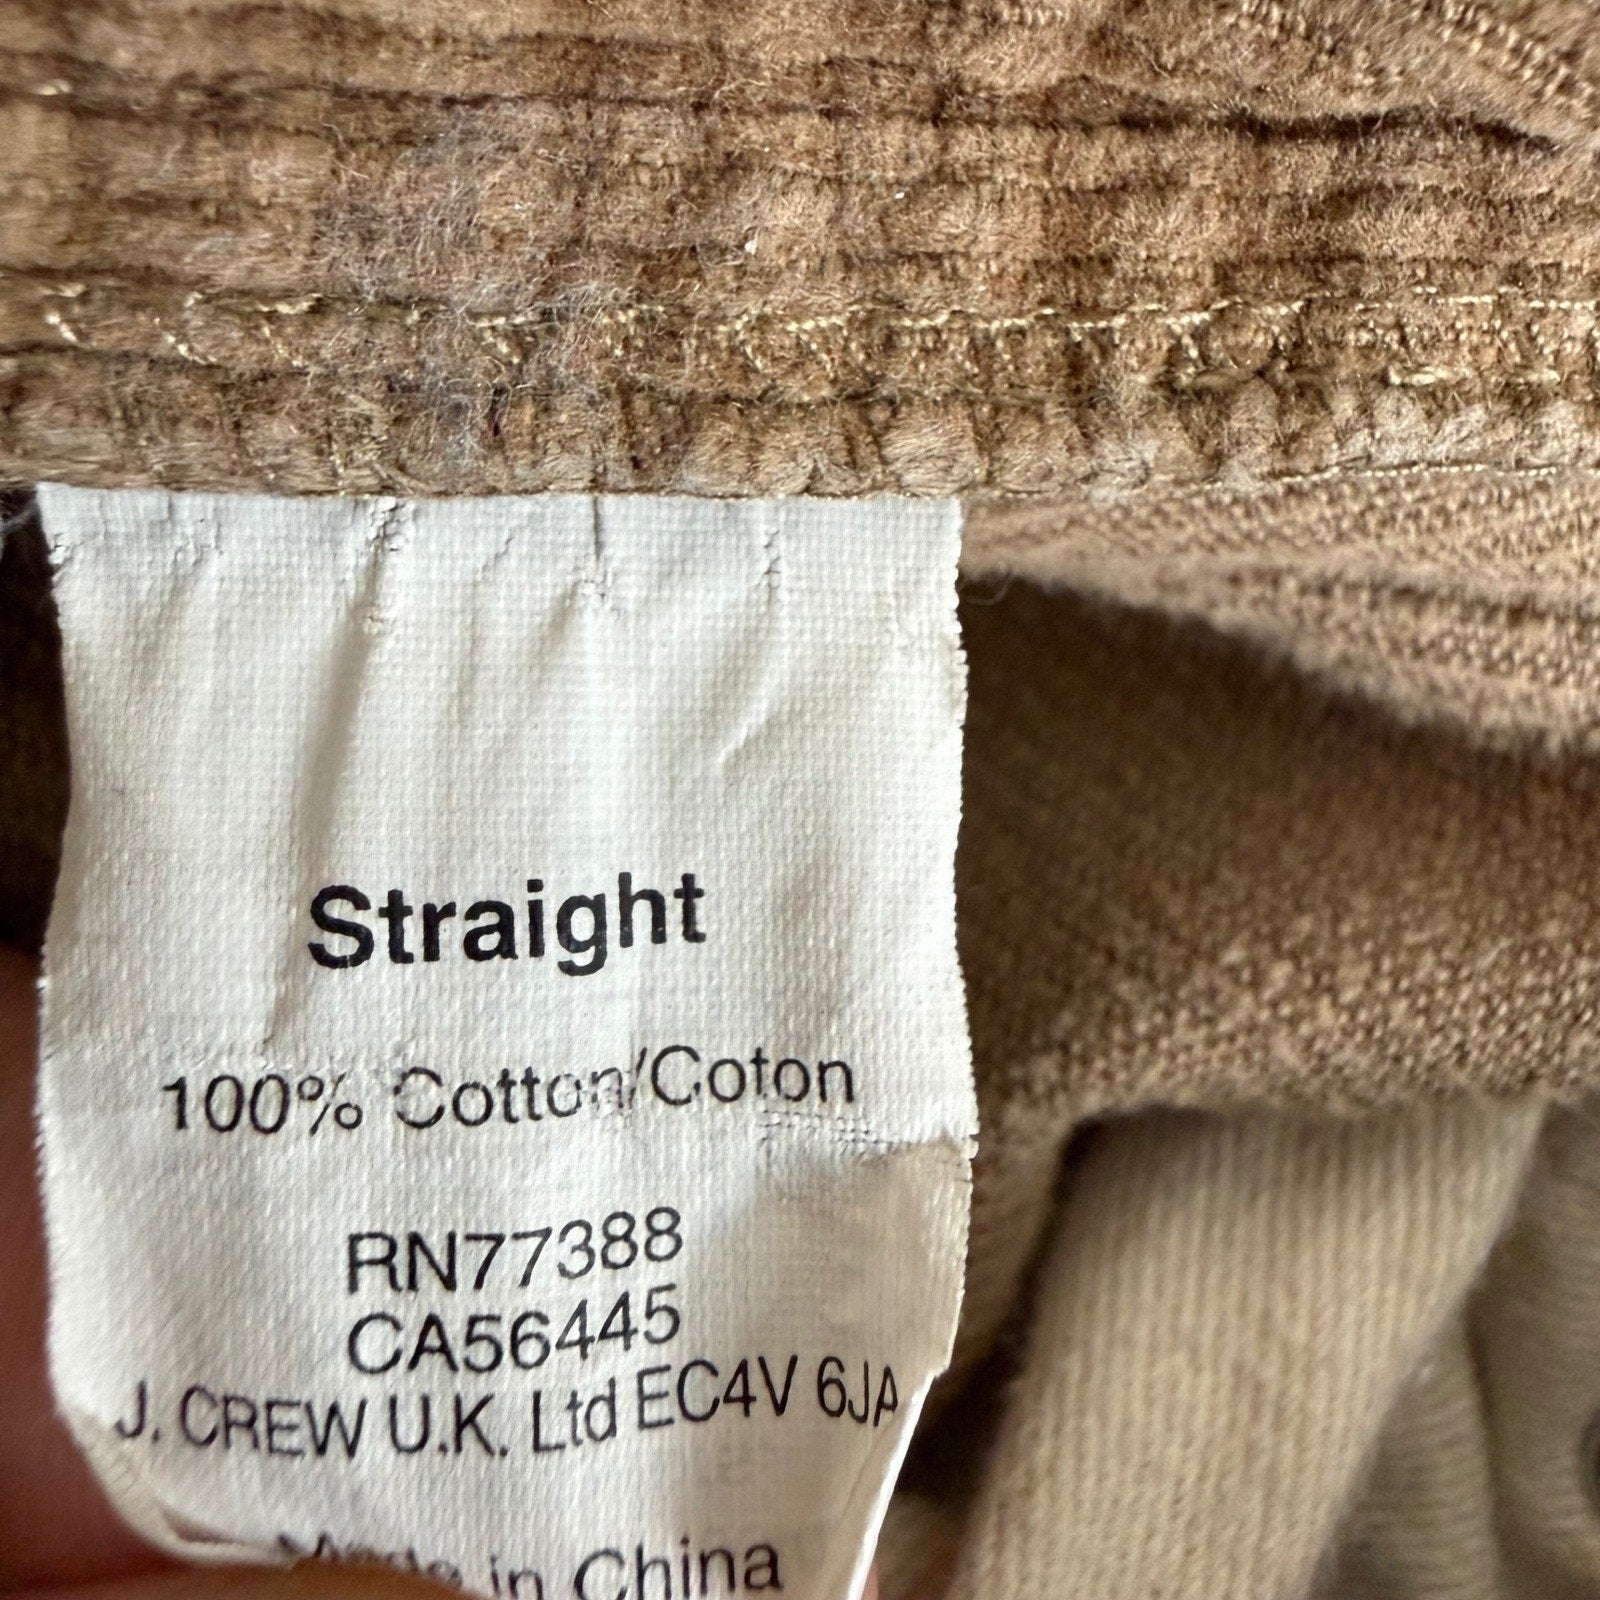 Straight
100% Cotton/Coton
RN77388
CA56445
J. CREW U.K. Ltd EC4V 6JA
Made in China